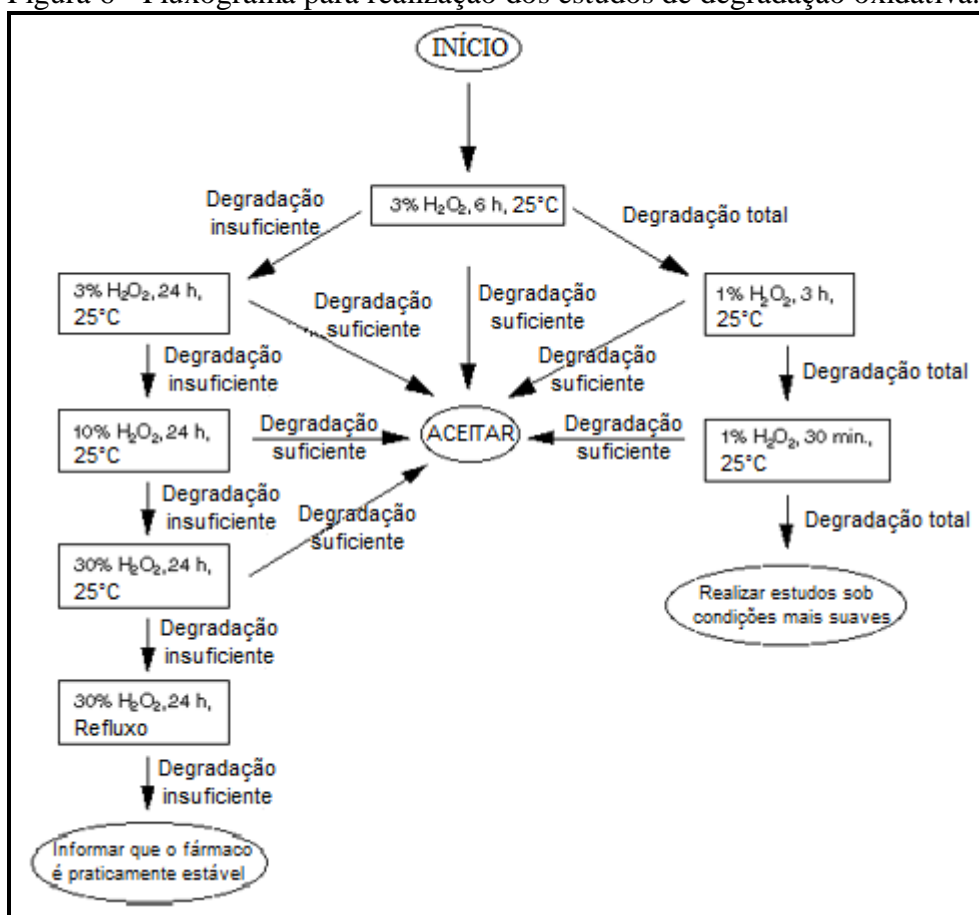 Figura 6 - Fluxograma para realização dos estudos de degradação oxidativa.
INÍCIO
3% H₂O₂, 6 h, 25°C
Degradação
insuficiente
Degradação total
3% H₂O₂, 24 h,
25°C
Degradação
suficiente
Degradação
suficiente
1% H₂O₂, 3 h,
25°C
Degradação
insuficiente
Degradação
suficiente
Degradação total
10% H₂O₂, 24 h,
25°C
Degradação
suficiente
ACEITAR
Degradação
suficiente
1% H₂O₂, 30 min.,
25°C
Degradação
insuficiente
Degradação
suficiente
Degradação total
30% H₂O₂, 24 h,
25°C
Realizar estudos sob
condições mais suaves
Degradação
insuficiente
30% H₂O₂, 24 h,
Refluxo
Degradação
insuficiente
Informar que o fármaco
é praticamente estável